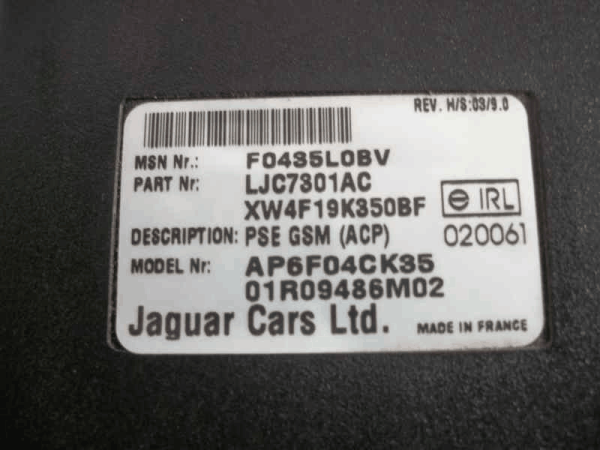 REV. H/S:03/9.0
MSN Nr.: F0435L0BV
PART Nr: LJC7301AC
XW4F19K350BF
e IRL
DESCRIPTION: PSE GSM (ACP) 020061
MODEL Nr: AP6F04CK35
01R09486M02
Jaguar Cars Ltd. MADE IN FRANCE